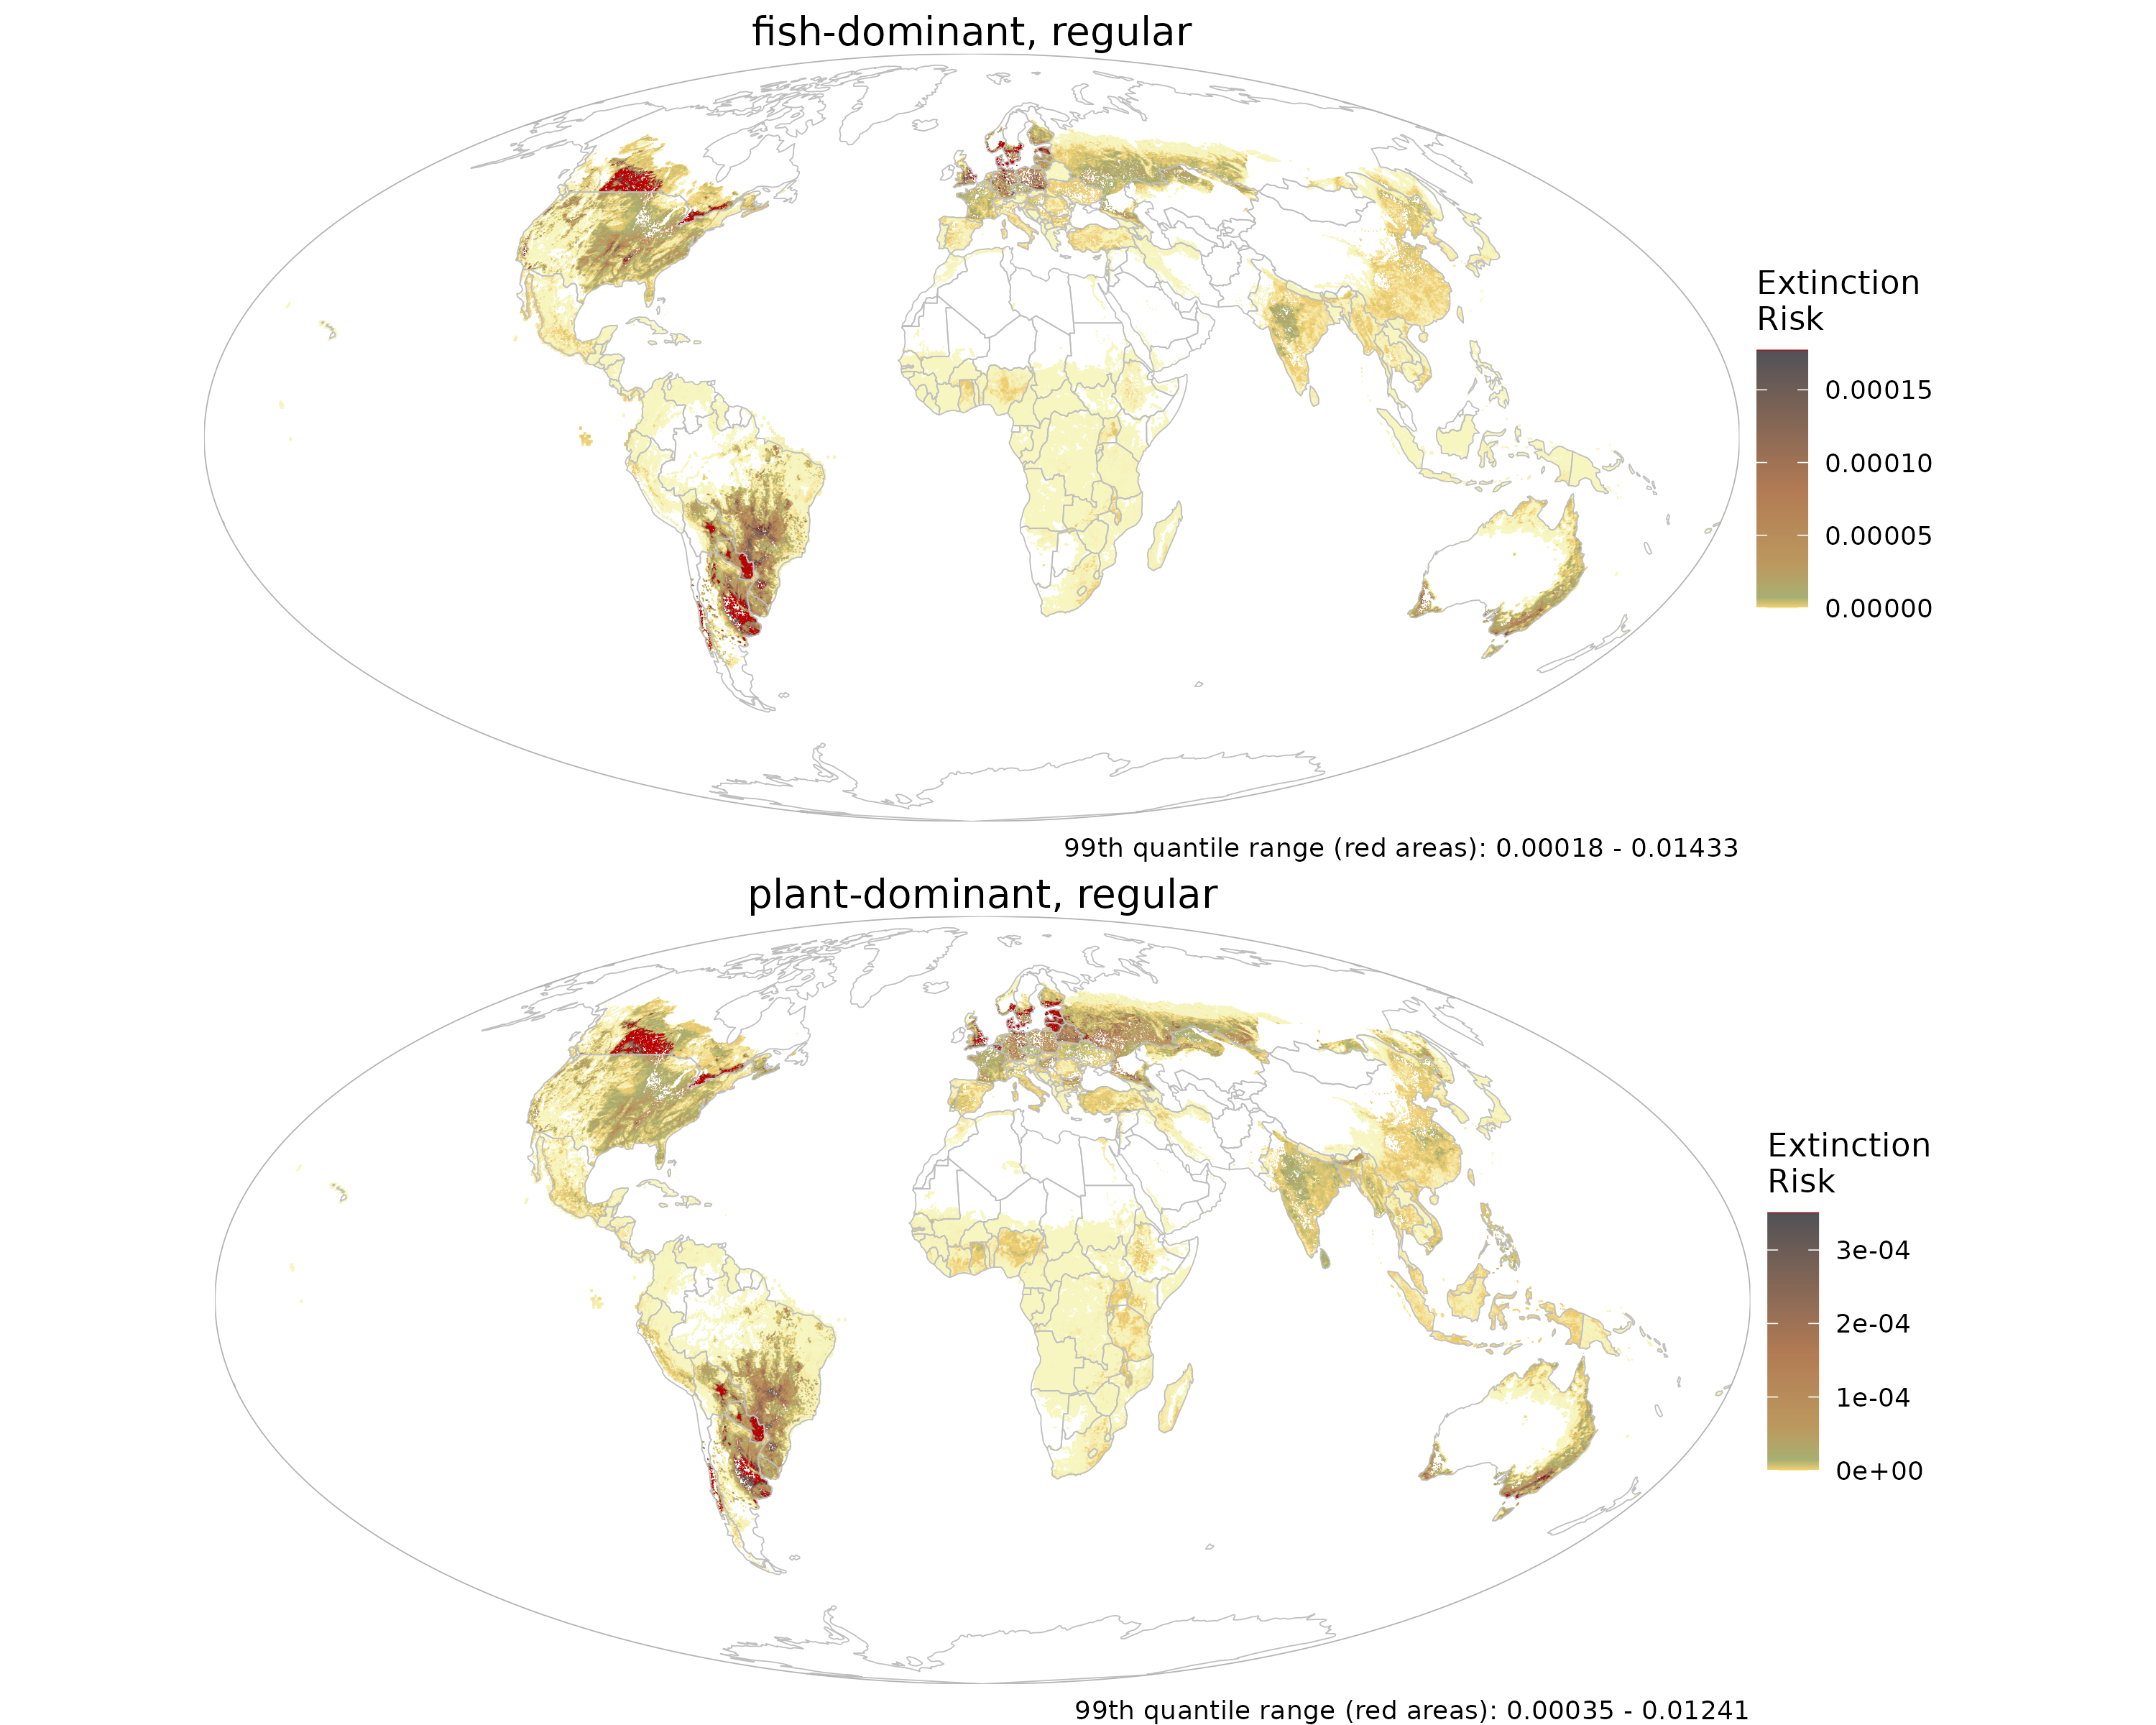 fish-dominant, regular
Extinction
Risk
0.00015
0.00010
0.00005
0.00000
99th quantile range (red areas): 0.00018 - 0.01433
plant-dominant, regular
Extinction
Risk
3e-04
2e-04
1e-04
0e+00
99th quantile range (red areas): 0.00035 - 0.01241